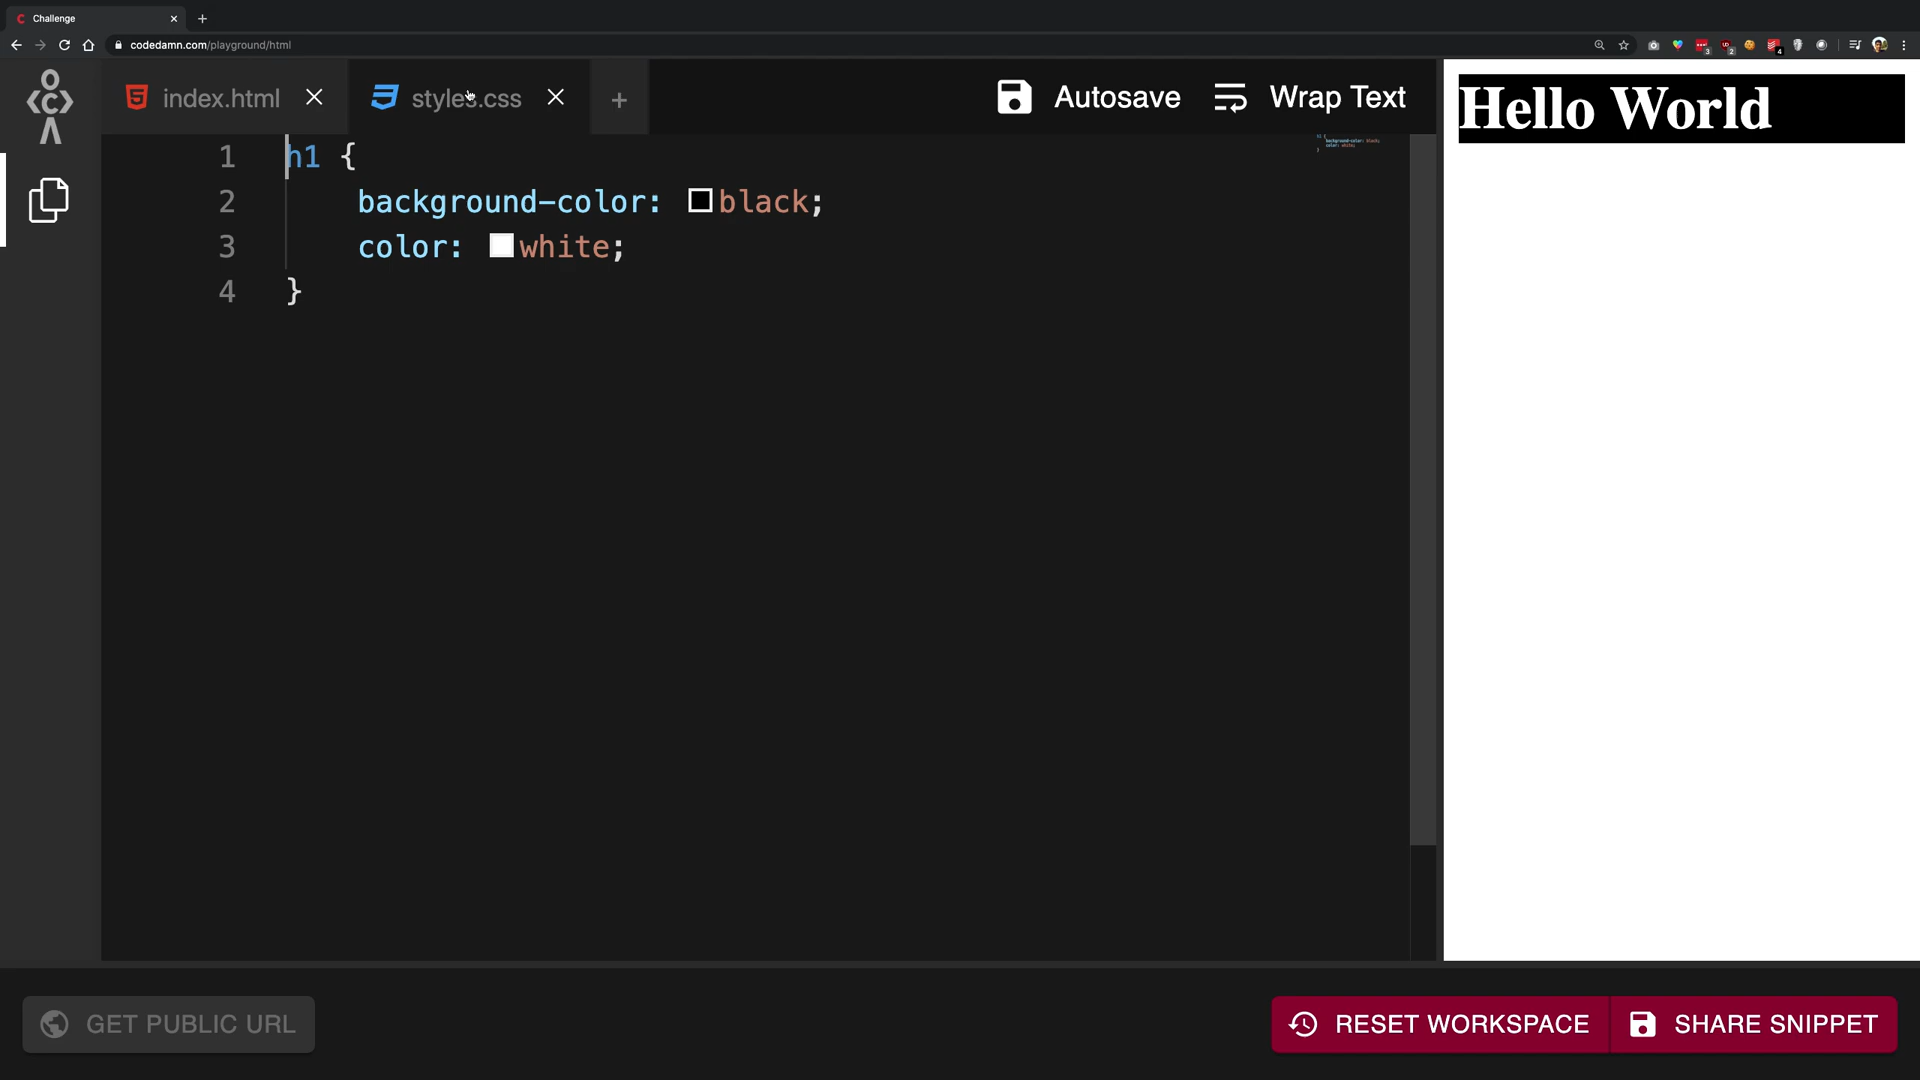 Challenge
codedamn.com/playground/html
index.html
styles.css
Autosave
Wrap Text
1 h1 {
2 background-color: black;
3 color: white;
4 }
Hello World
GET PUBLIC URL
RESET WORKSPACE
SHARE SNIPPET